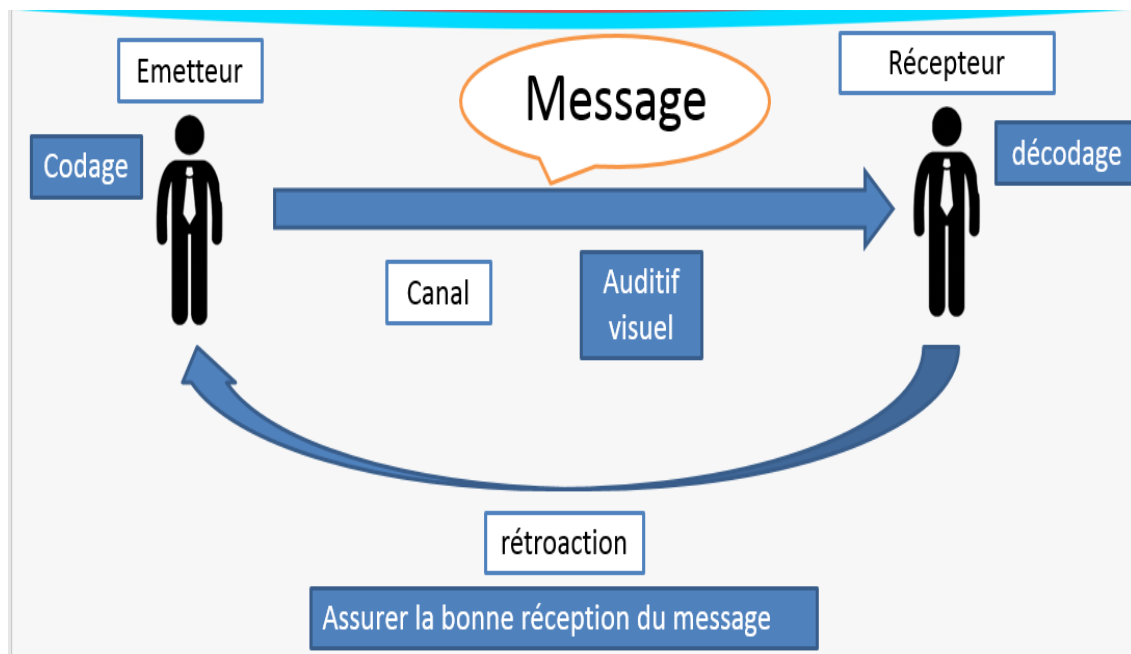 Emetteur
Message
Récepteur
Codage
décodage
Canal
Auditif
visuel
rétroaction
Assurer la bonne réception du message